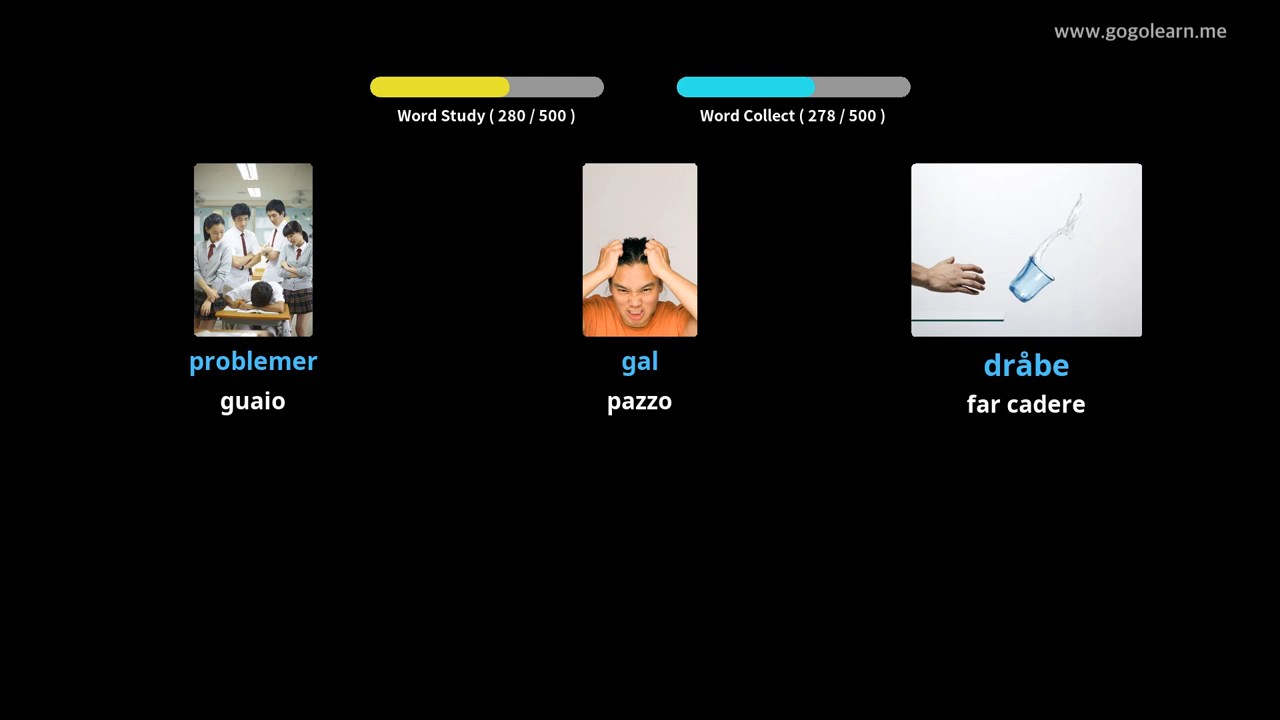 www.gogolearn.me
Word Study ( 280 / 500 )
Word Collect ( 278 / 500 )
problemer
guaio
gal
pazzo
dråbe
far cadere